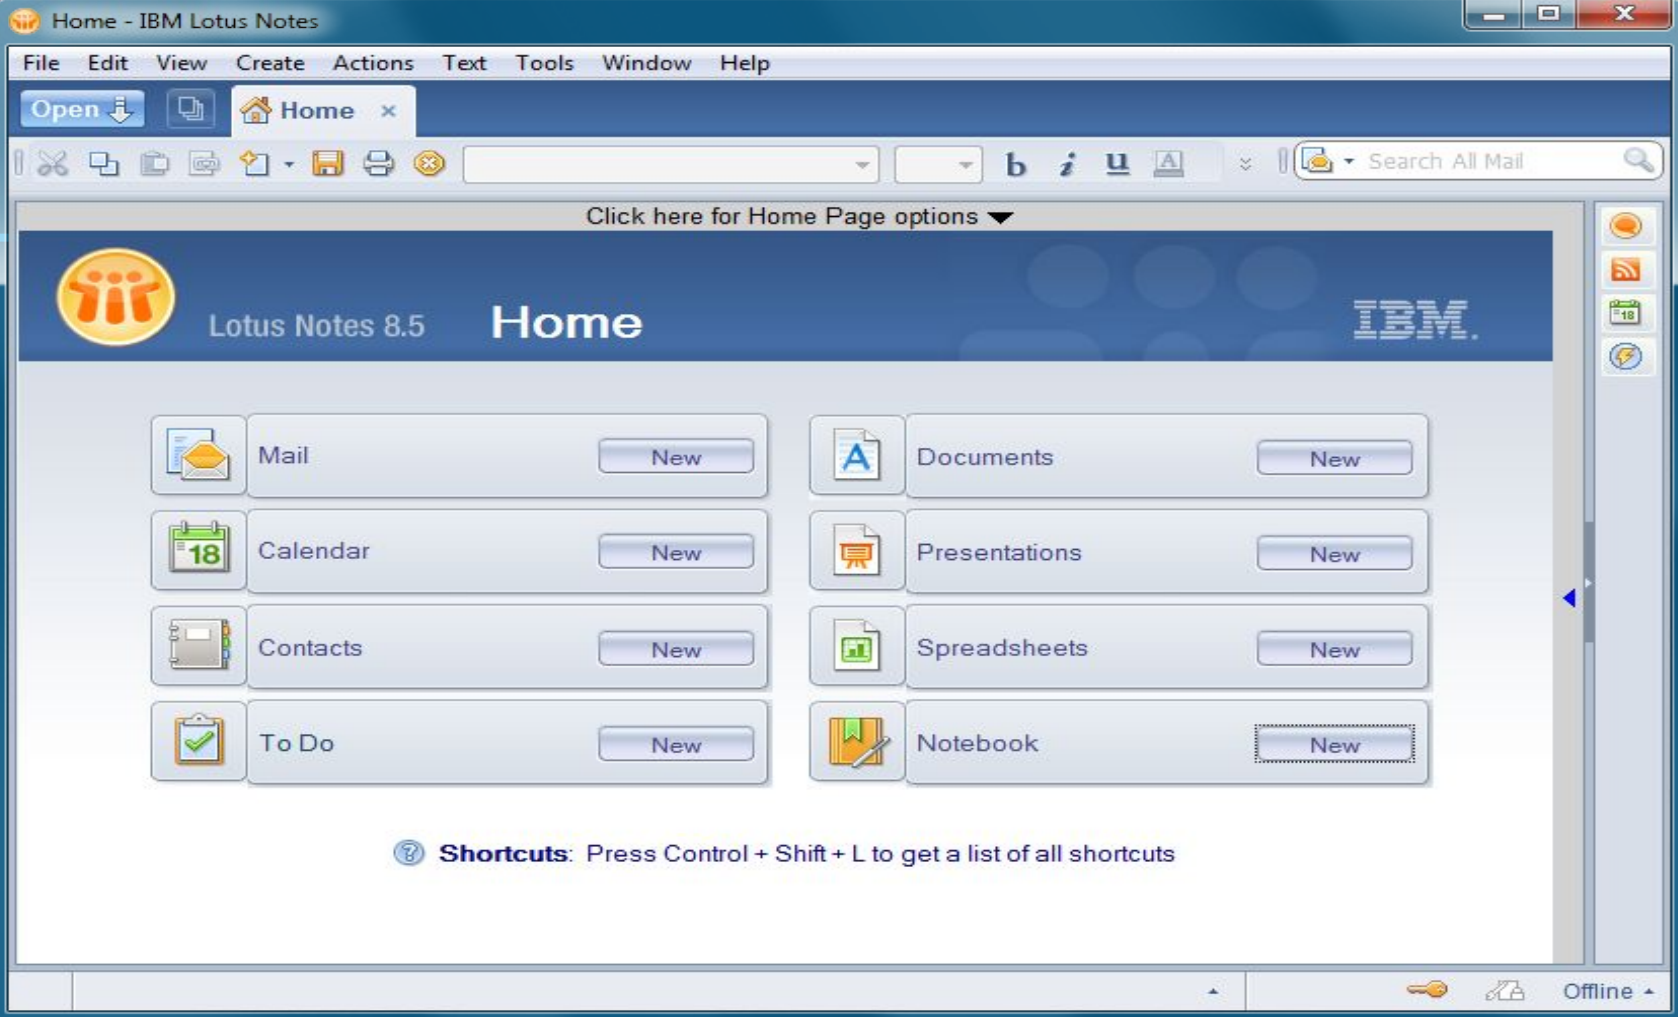 Home - IBM Lotus Notes
File Edit View Create Actions Text Tools Window Help
Open Home
b i u A Search All Mail
Click here for Home Page options
Lotus Notes 8.5 Home IBM.
Mail New Documents New
18 Calendar New Presentations New
Contacts New Spreadsheets New
To Do New Notebook New
Shortcuts: Press Control + Shift + L to get a list of all shortcuts
Offline